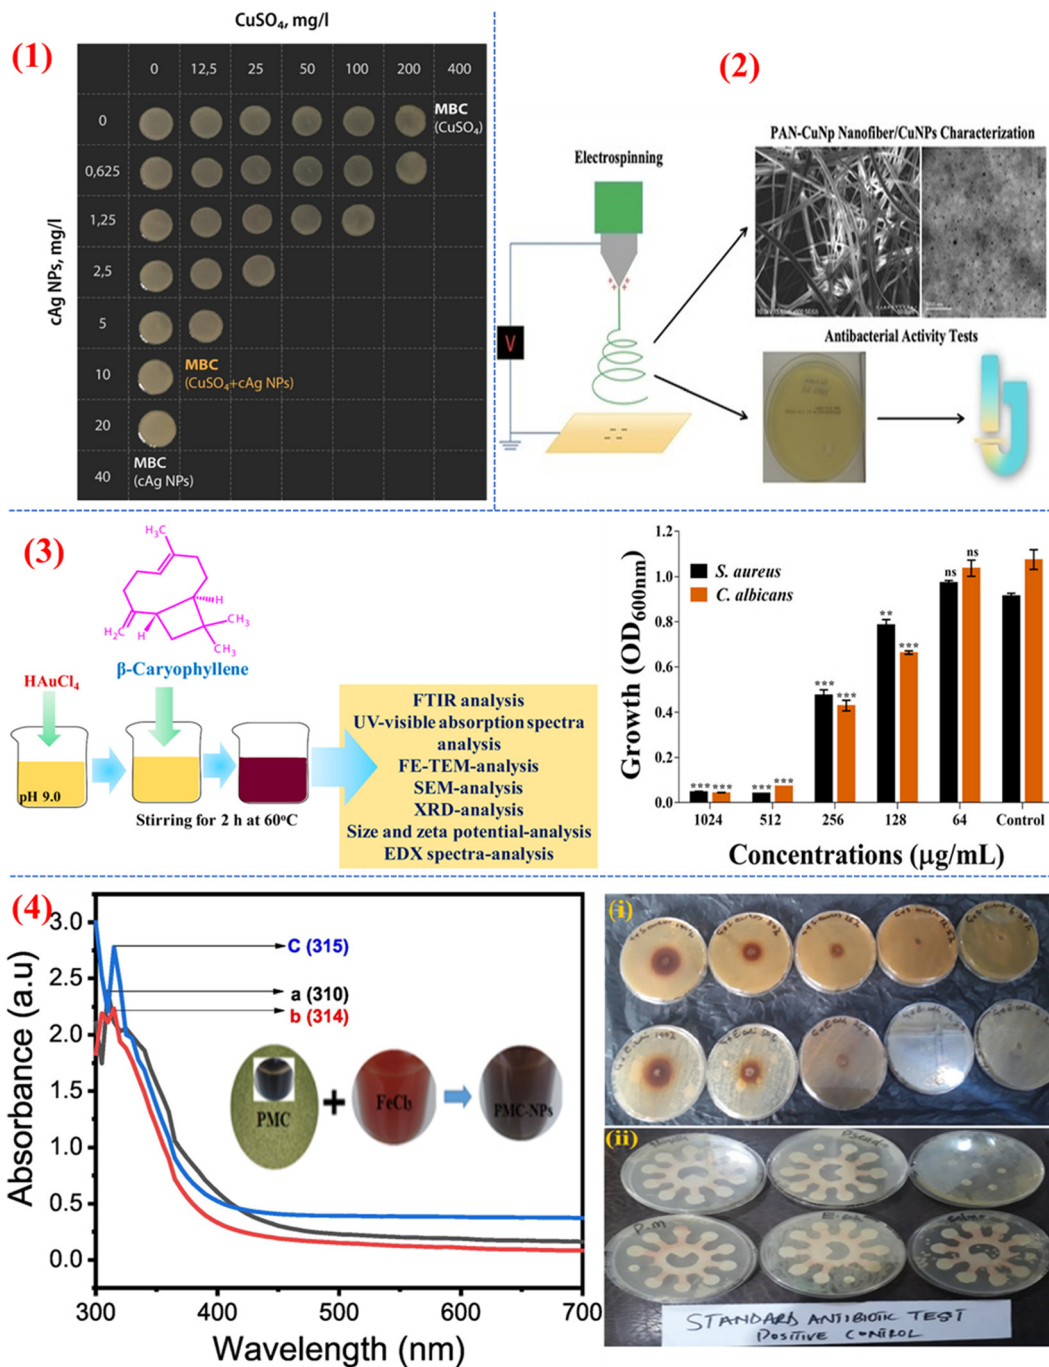 (1)
CuSO₄, mg/l
0 12,5 25 50 100 200 400
cAg NPs, mg/l
0
MBC
(CuSO₄)
0,625
1,25
2,5
5
10
MBC
(CuSO₄+cAg NPs)
20
40
MBC
(cAg NPs)
(2)
PAN-CuNp Nanofiber/CuNPs Characterization
Electrospinning
V
Antibacterial Activity Tests
(3)
H₃C
H
H₂C
H
CH₃
CH₃
β-Caryophyllene
HAuCl₄
pH 9.0
Stirring for 2 h at 60°C
FTIR analysis
UV-visible absorption spectra
analysis
FE-TEM-analysis
SEM-analysis
XRD-analysis
Size and zeta potential-analysis
EDX spectra-analysis
Growth (OD₆₀₀ₙₘ)
1.2
1.0
0.8
0.6
0.4
0.2
0.0
S. aureus
C. albicans
*** *** *** *** *** *** ** *** ns ns
1024 512 256 128 64 Control
Concentrations (µg/mL)
(4)
Absorbance (a.u)
3.0
2.5
2.0
1.5
1.0
0.5
0.0
C (315)
a (310)
b (314)
PMC
+
FeCl₃
PMC-NPs
300 400 500 600 700
Wavelength (nm)
(i)
(ii)
P.M
STANDARD ANTIBIOTIC TEST
POSITIVE CONTROL